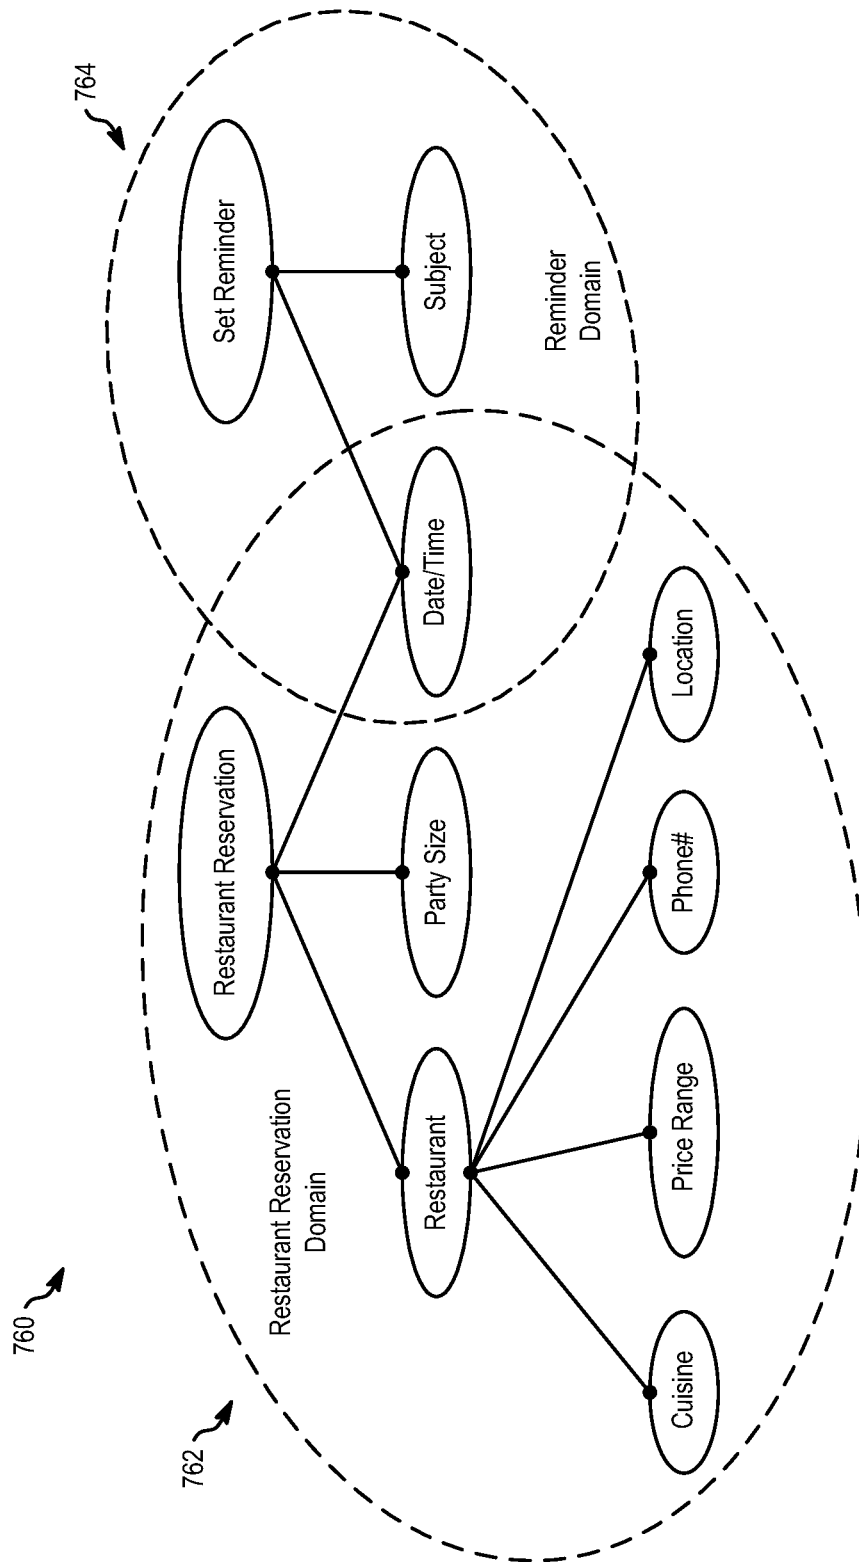 760
762
764
Restaurant Reservation
Set Reminder
Restaurant Reservation
Domain
Restaurant
Party Size
Date/Time
Subject
Reminder
Domain
Cuisine
Price Range
Phone#
Location